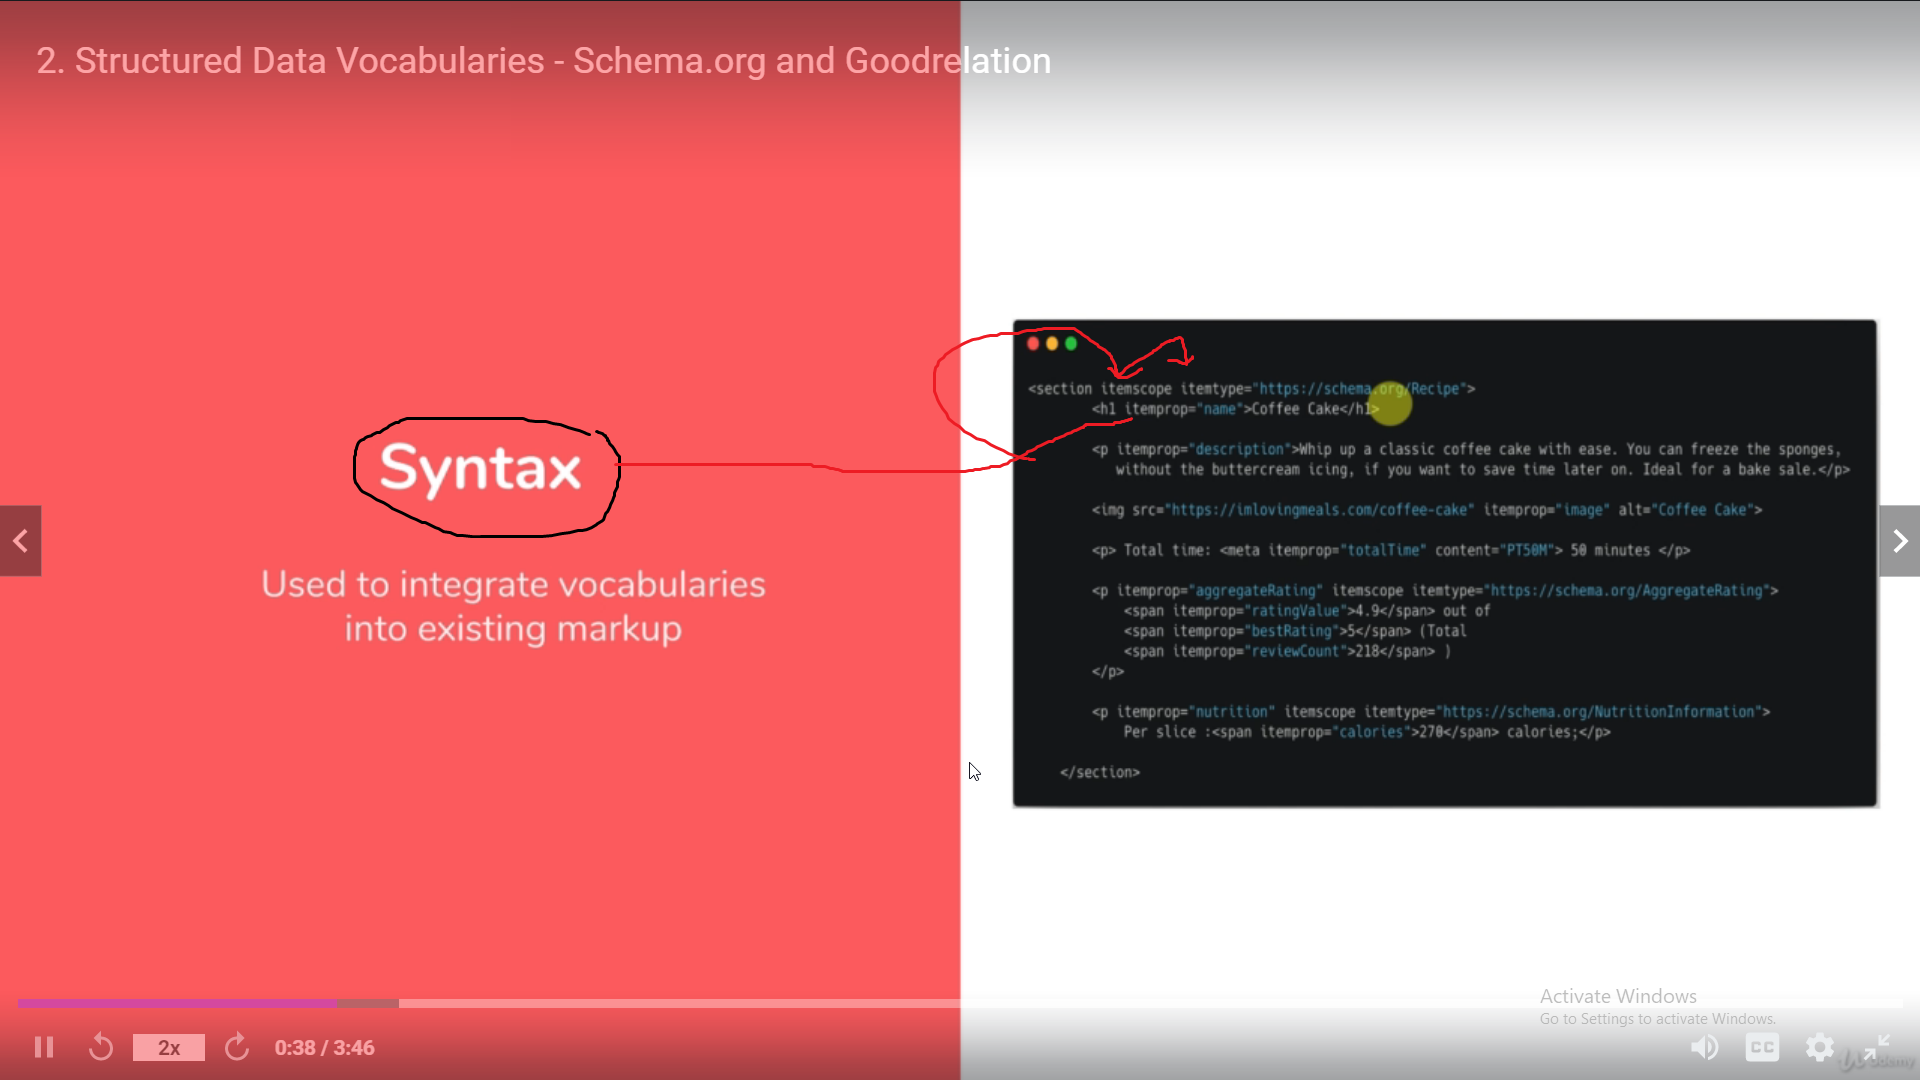 2. Structured Data Vocabularies - Schema.org and Goodrelation
Syntax
Used to integrate vocabularies
into existing markup
<section itemscope itemtype="https://schema.org/Recipe">
<h1 itemprop="name">Coffee Cake</h1>
<p itemprop="description">Whip up a classic coffee cake with ease. You can freeze the sponges,
without the buttercream icing, if you want to save time later on. Ideal for a bake sale.</p>
<img src="https://imlovingmeals.com/coffee-cake" itemprop="image" alt="Coffee Cake">
<p> Total time: <meta itemprop="totalTime" content="PT50M"> 50 minutes </p>
<p itemprop="aggregateRating" itemscope itemtype="https://schema.org/AggregateRating">
<span itemprop="ratingValue">4.9</span> out of
<span itemprop="bestRating">5</span> (Total
<span itemprop="reviewCount">218</span> )
</p>
<p itemprop="nutrition" itemscope itemtype="https://schema.org/NutritionInformation">
Per slice :<span itemprop="calories">270</span> calories;</p>
</section>
Activate Windows
Go to Settings to activate Windows.
2x
0:38 / 3:46
CC
Udemy